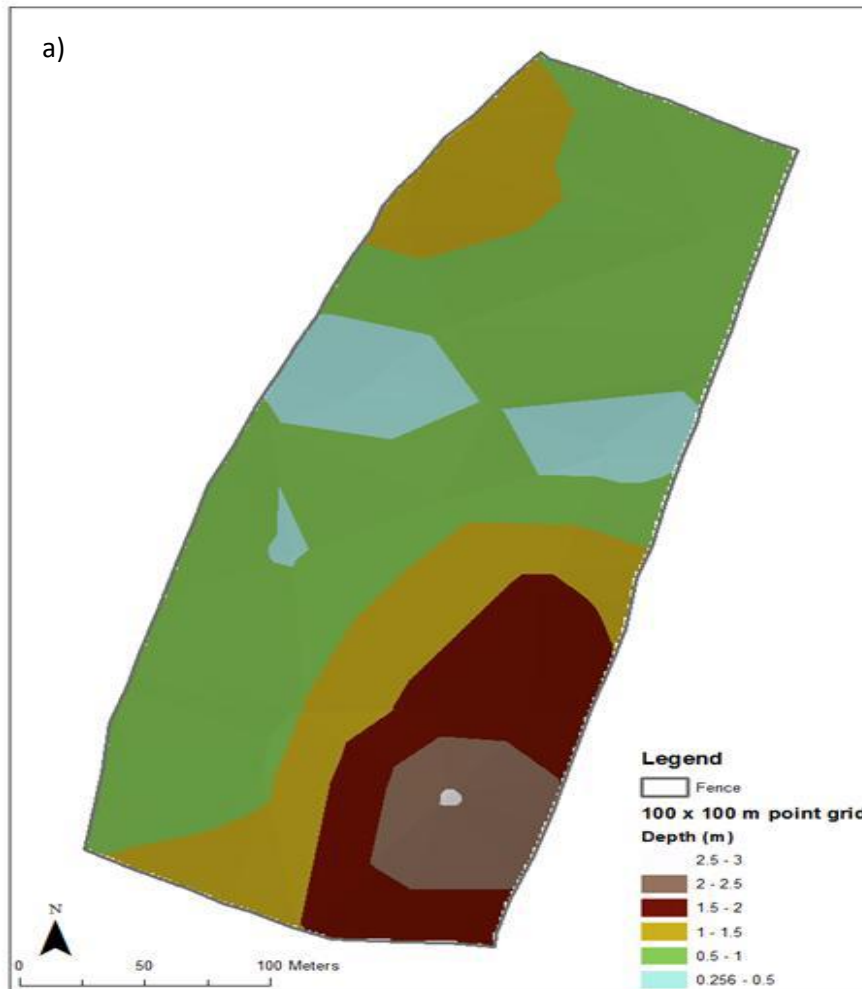 a)
Legend
Fence
100 x 100 m point grid
Depth (m)
2.5 - 3
2 - 2.5
1.5 - 2
1 - 1.5
0.5 - 1
0.256 - 0.5
N
0 50 100 Meters